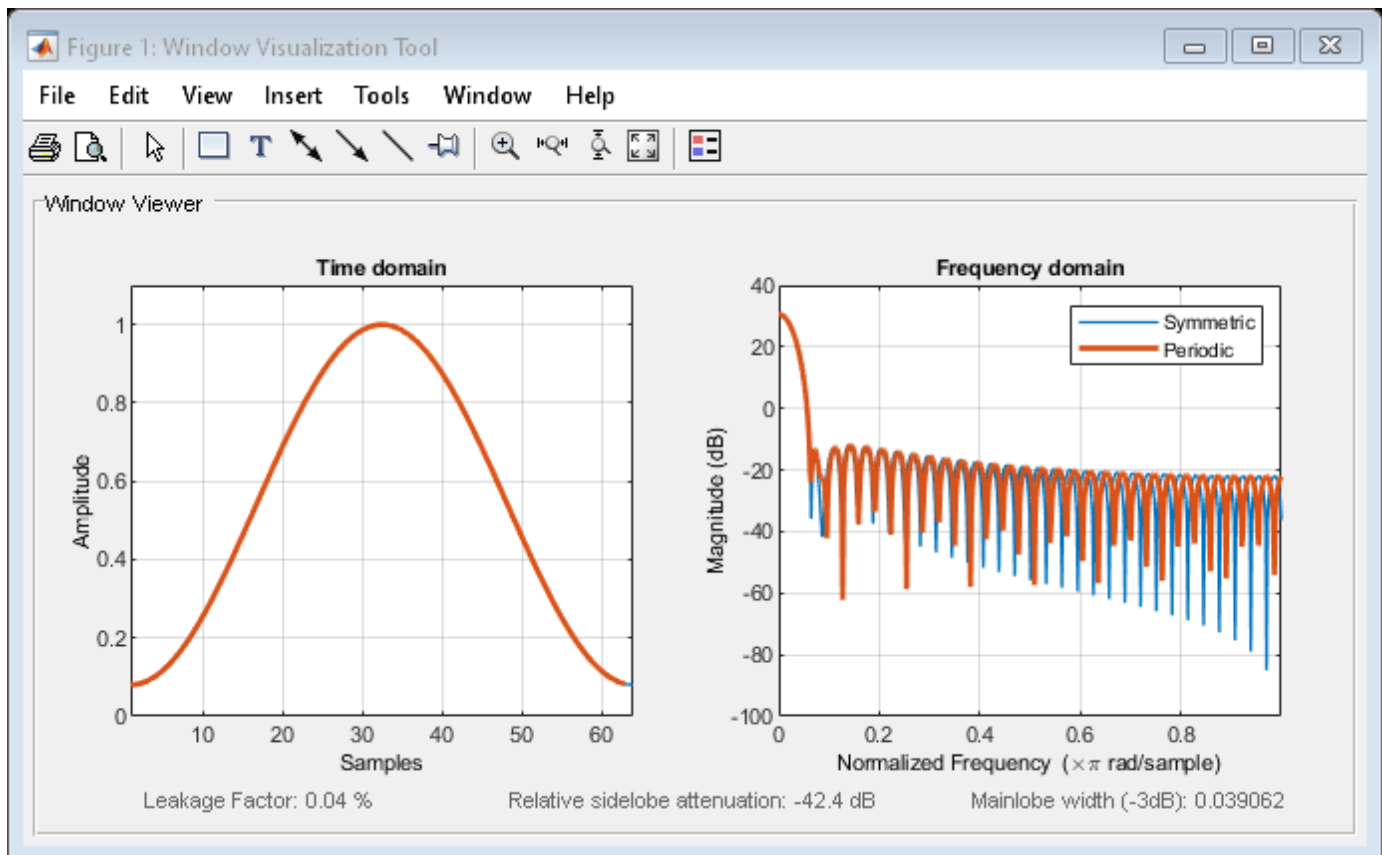 Figure 1: Window Visualization Tool
File Edit View Insert Tools Window Help
T
Window Viewer
Time domain
1
0.8
0.6
0.4
0.2
0
Amplitude
10 20 30 40 50 60
Samples
Frequency domain
40
20
0
-20
-40
-60
-80
-100
Magnitude (dB)
Symmetric
Periodic
0 0.2 0.4 0.6 0.8
Normalized Frequency (×π rad/sample)
Leakage Factor: 0.04 % Relative sidelobe attenuation: -42.4 dB Mainlobe width (-3dB): 0.039062